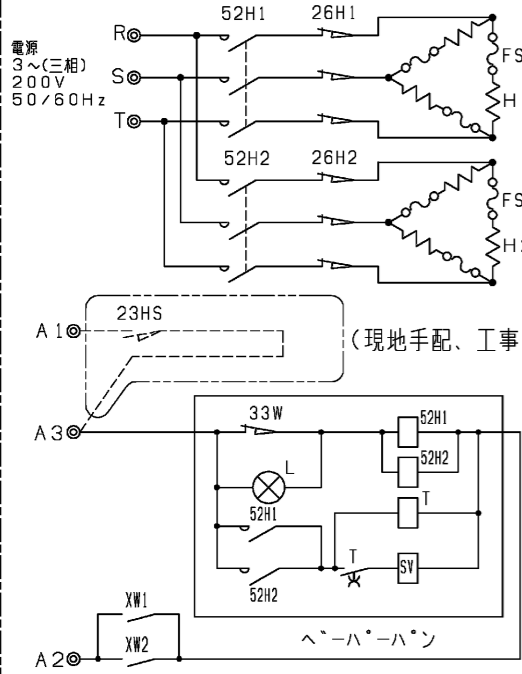 52H1 26H1
R
電源
3～(三相)
200V
50/60Hz
FS
S
H
T
52H2 26H2
FS
H
23HS
A1
(現地手配、工事
A3
33W
52H1
52H2
L
T
52H1
T
SV
52H2
XW1
XW2
A2
ペーパーパン